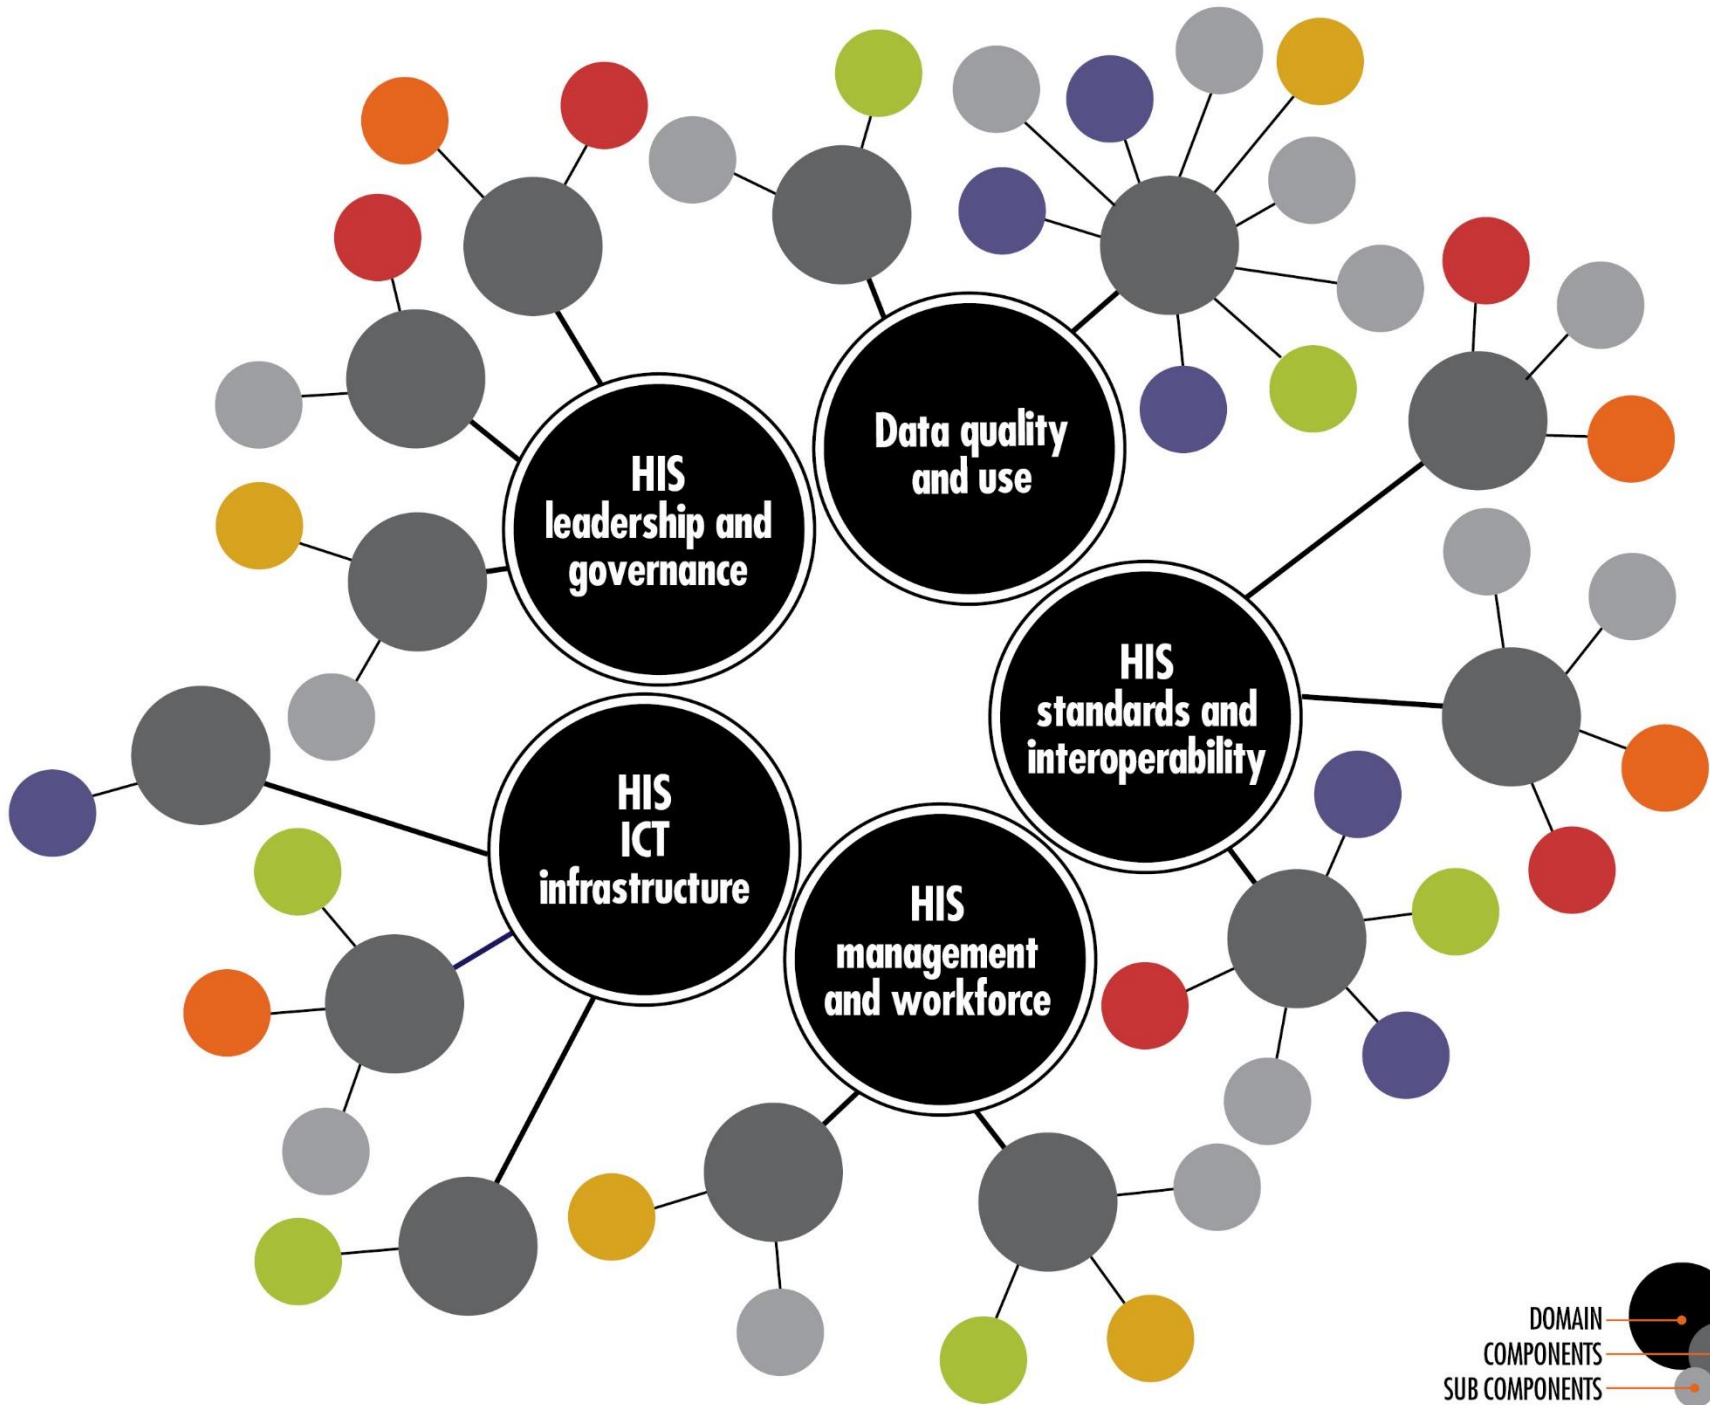 Data quality
and use
HIS
leadership and
governance
HIS
standards and
interoperability
HIS
ICT
infrastructure
HIS
management
and workforce
DOMAIN
COMPONENTS
SUB COMPONENTS